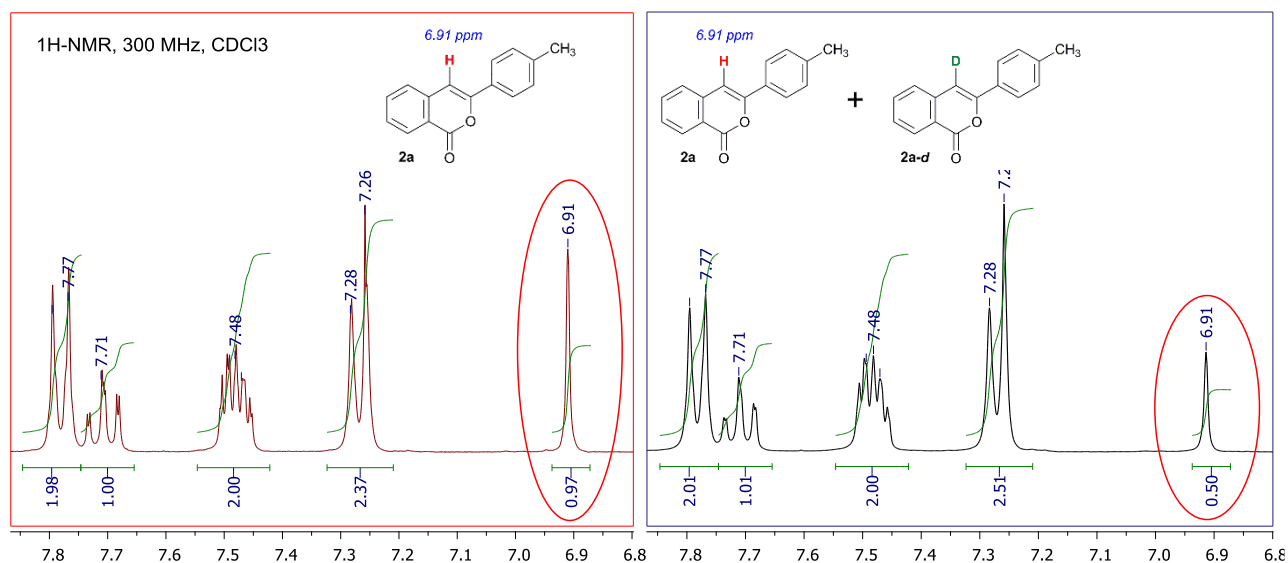 1H-NMR, 300 MHz, CDCl3
6.91 ppm
H
CH3
O
O
2a
7.77
7.71
7.48
7.28
7.26
6.91
1.98
1.00
2.00
2.37
0.97
7.8 7.7 7.6 7.5 7.4 7.3 7.2 7.1 7.0 6.9 6.8
6.91 ppm
H
CH3
O
O
2a
+
D
CH3
O
O
2a-d
7.77
7.71
7.48
7.28
7.2
6.91
2.01
1.01
2.00
2.51
0.50
7.8 7.7 7.6 7.5 7.4 7.3 7.2 7.1 7.0 6.9 6.8